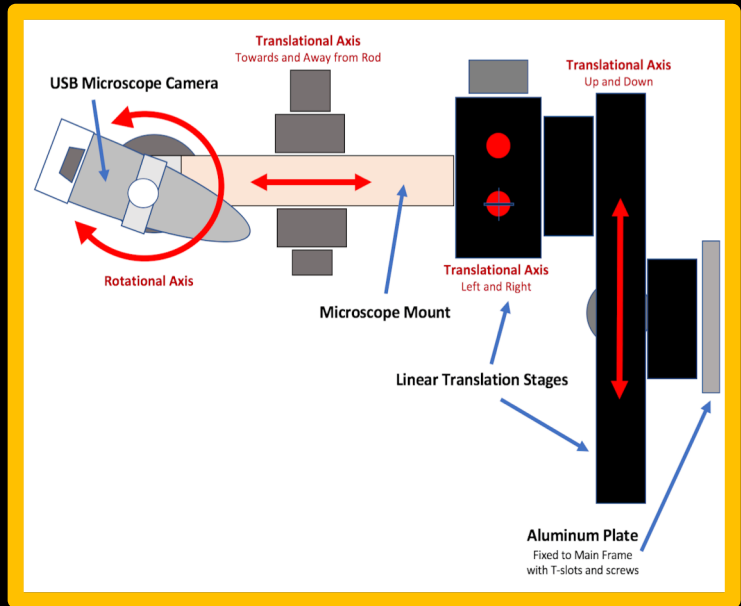 Translational Axis
Towards and Away from Rod
USB Microscope Camera
Translational Axis
Up and Down
Rotational Axis
Translational Axis
Left and Right
Microscope Mount
Linear Translation Stages
Aluminum Plate
Fixed to Main Frame
with T-slots and screws